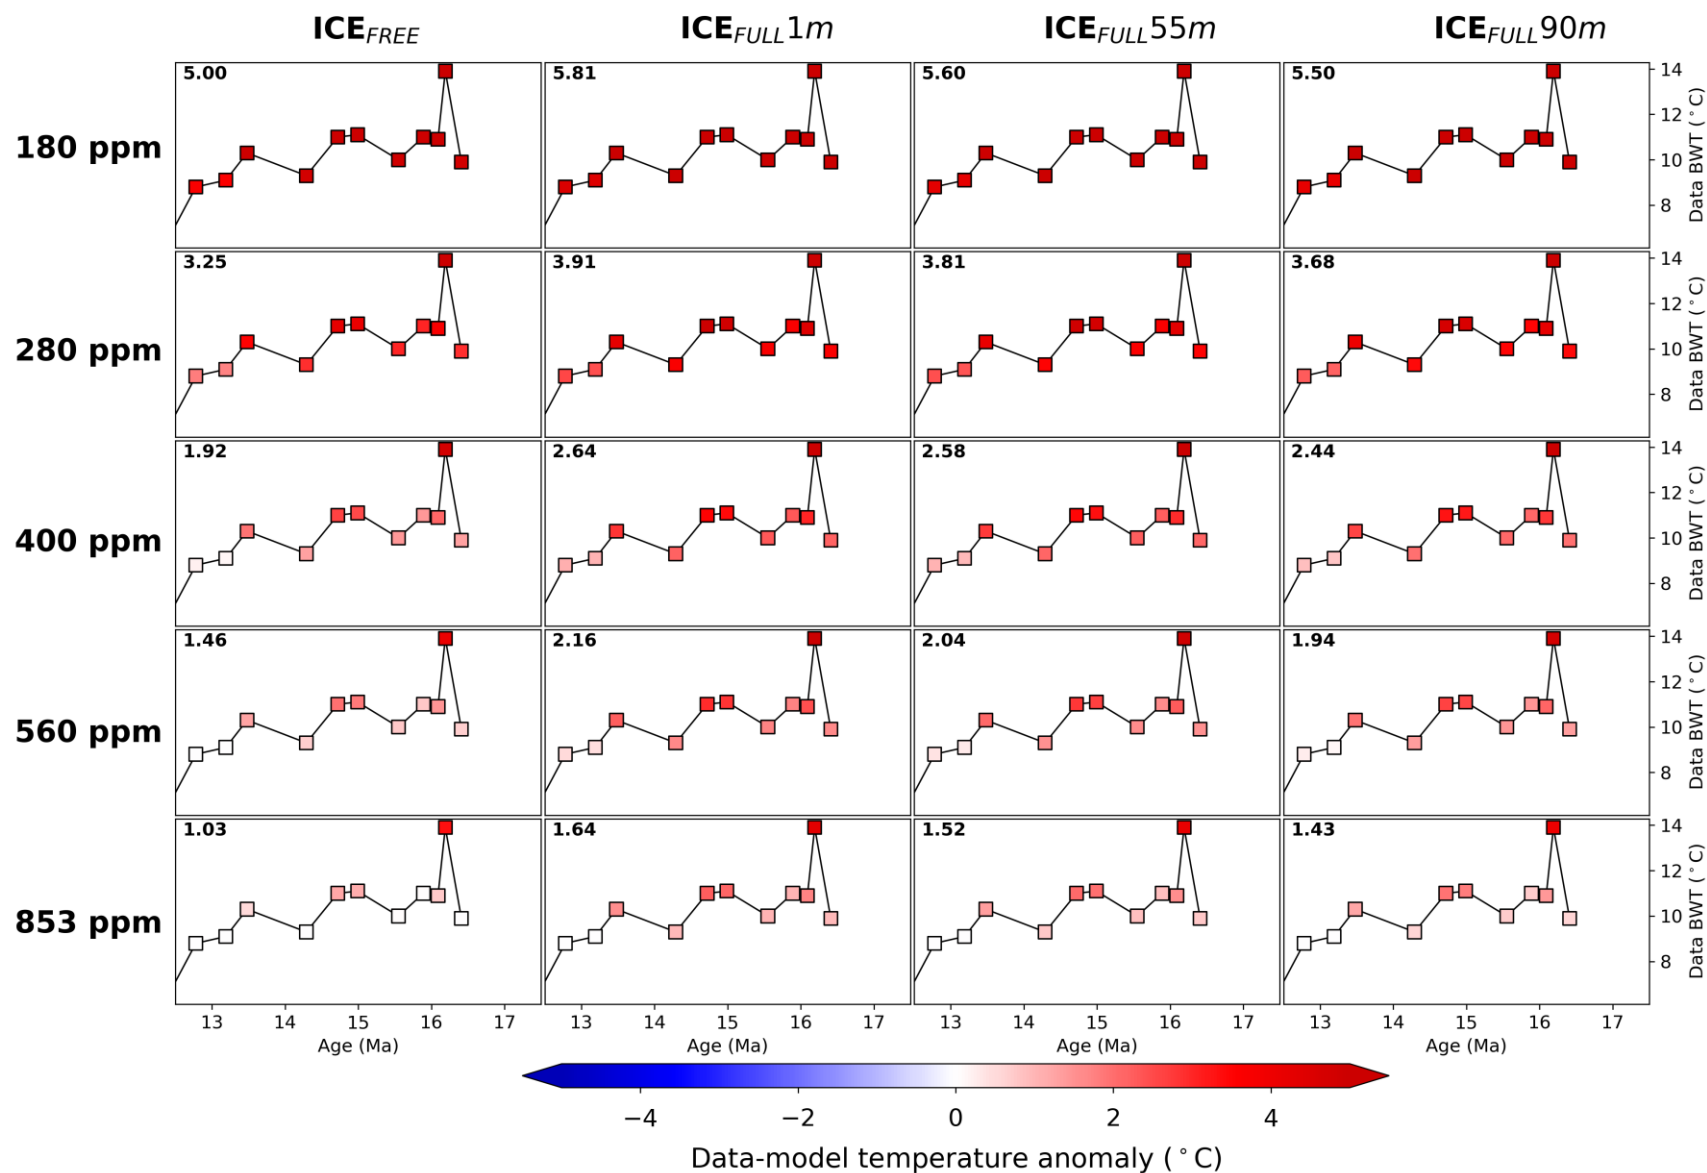 ICE_FREE ICE_FULL1m ICE_FULL55m ICE_FULL90m
180 ppm 5.00 5.81 5.60 5.50 14 12 10 8 Data BWT (°C)
280 ppm 3.25 3.91 3.81 3.68 14 12 10 8 Data BWT (°C)
400 ppm 1.92 2.64 2.58 2.44 14 12 10 8 Data BWT (°C)
560 ppm 1.46 2.16 2.04 1.94 14 12 10 8 Data BWT (°C)
853 ppm 1.03 1.64 1.52 1.43 14 12 10 8 Data BWT (°C)
13 14 15 16 17 13 14 15 16 17 13 14 15 16 17 13 14 15 16 17
Age (Ma) Age (Ma) Age (Ma) Age (Ma)
−4 −2 0 2 4
Data-model temperature anomaly (°C)